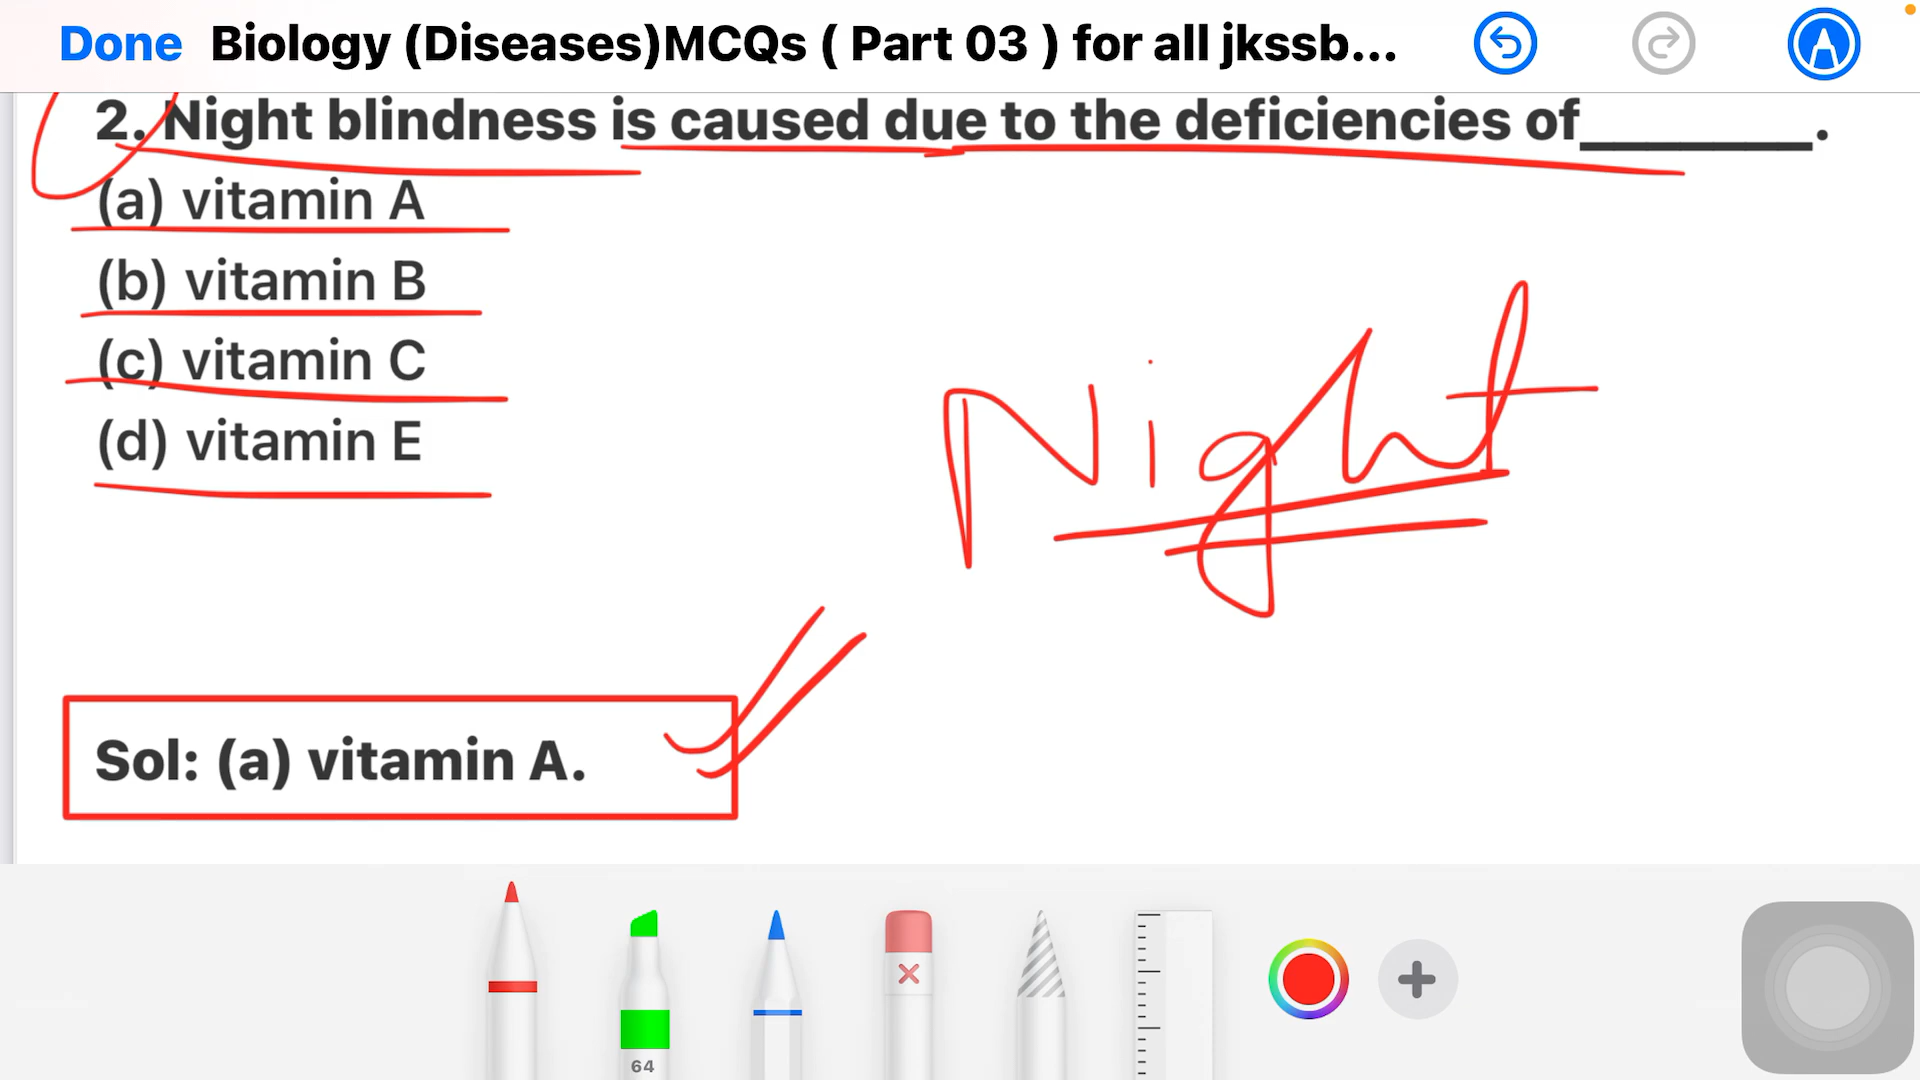 Done Biology (Diseases)MCQs ( Part 03 ) for all jkssb...
2. Night blindness is caused due to the deficiencies of________.
(a) vitamin A
(b) vitamin B
(c) vitamin C
(d) vitamin E
Night
Sol: (a) vitamin A.
64